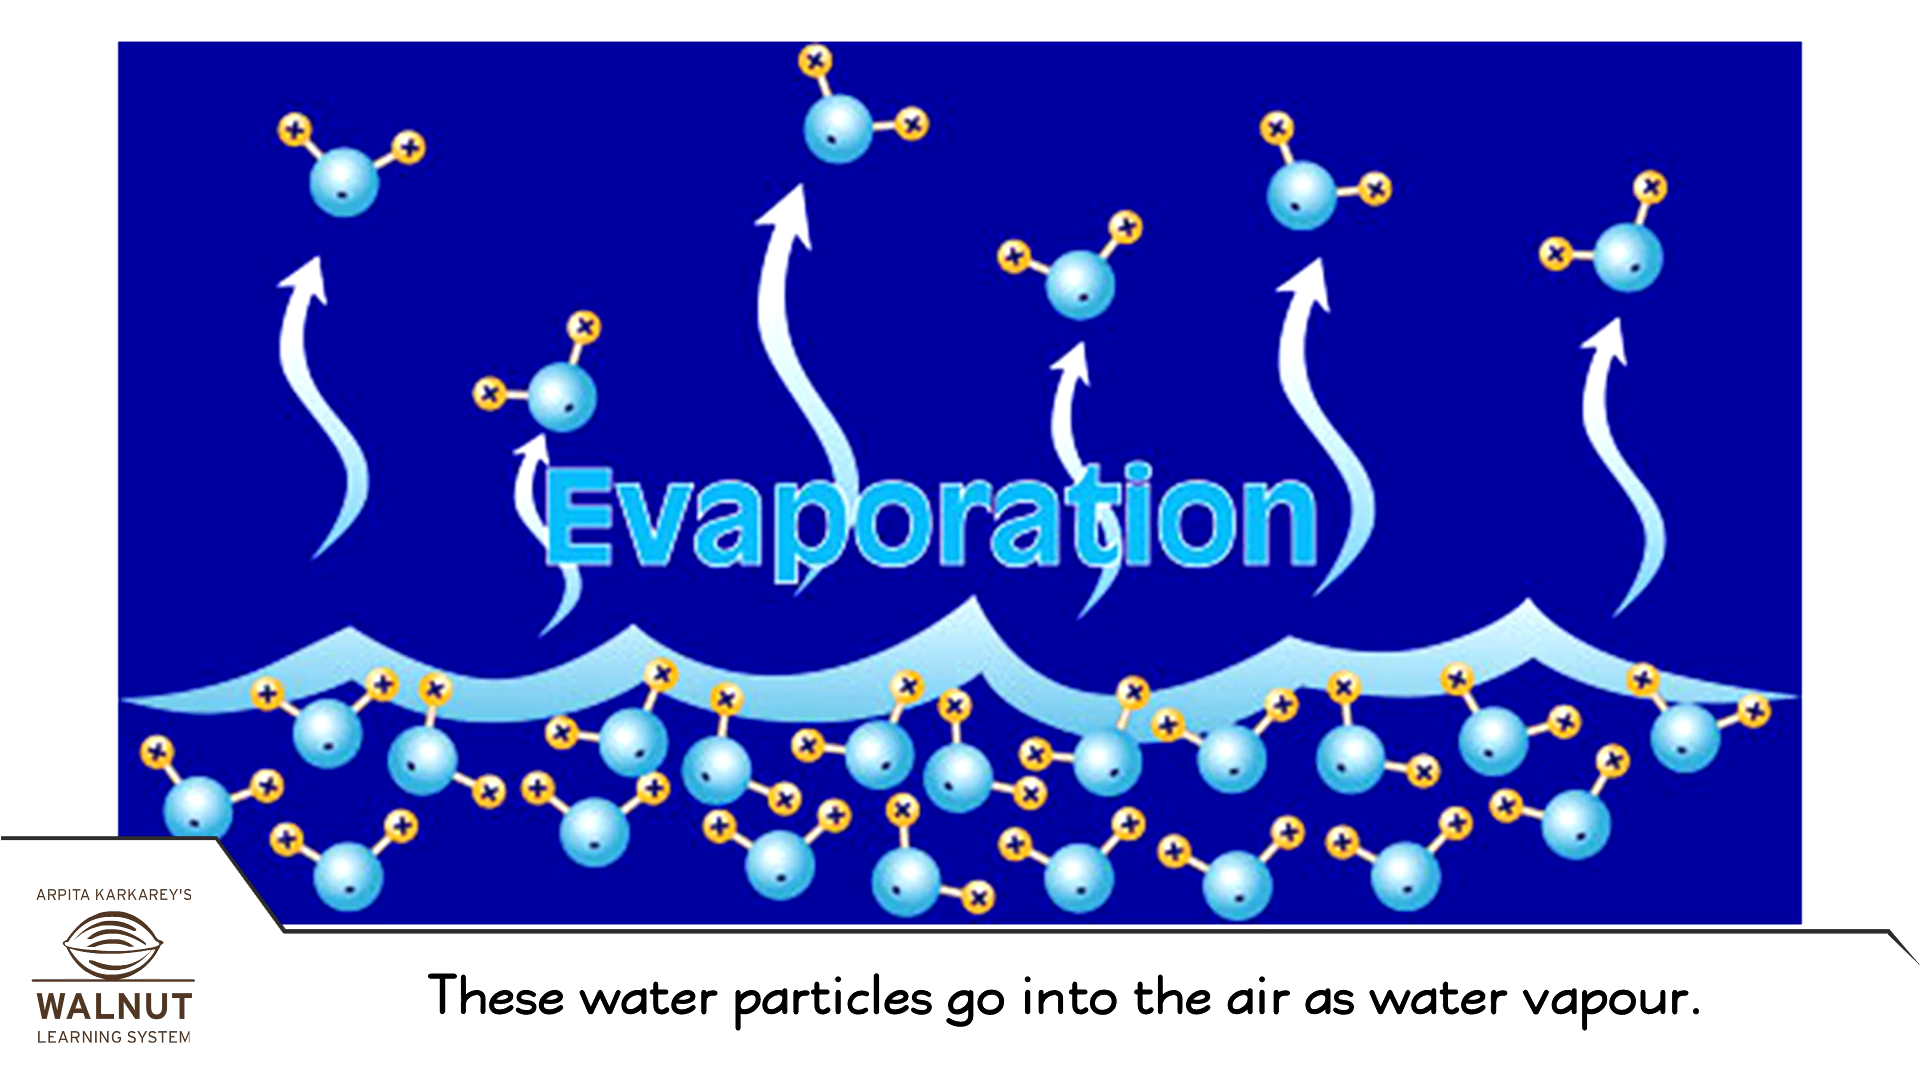 Evaporation
ARPITA KARKAREY'S
WALNUT
LEARNING SYSTEM
These water particles go into the air as water vapour.